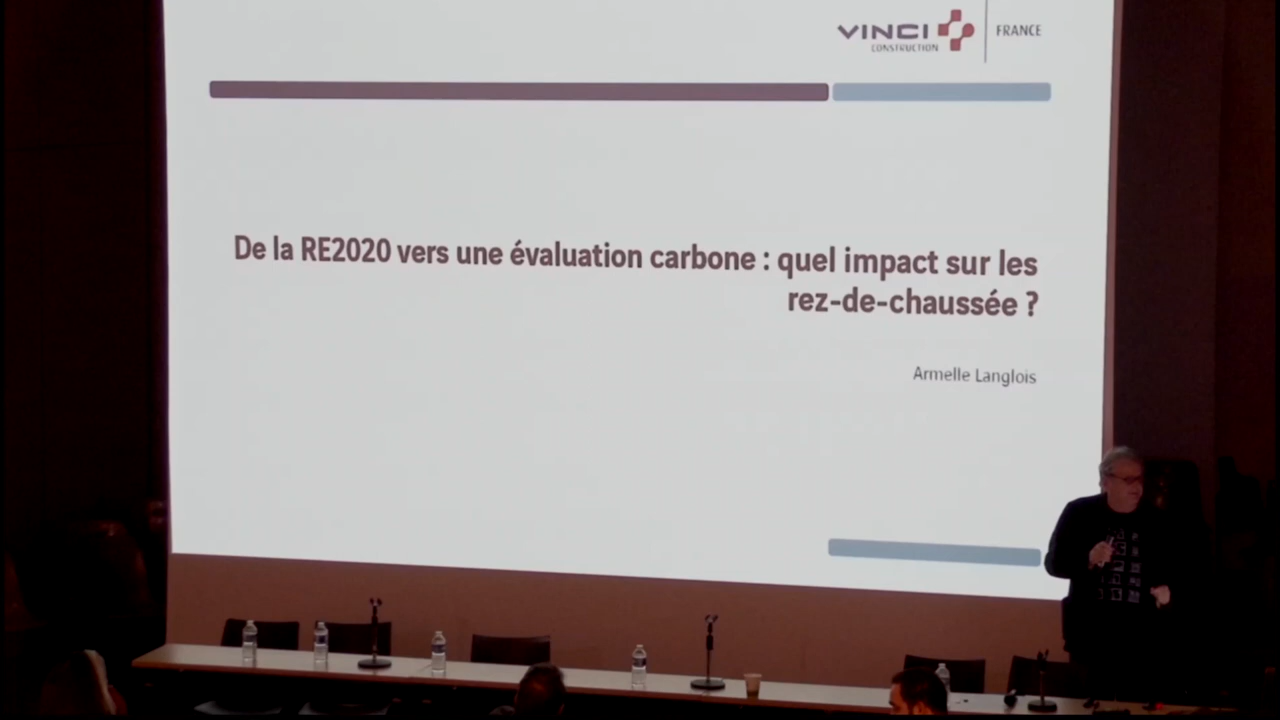 VINCI
CONSTRUCTION
FRANCE
De la RE2020 vers une évaluation carbone : quel impact sur les
rez-de-chaussée ?
Armelle Langlois